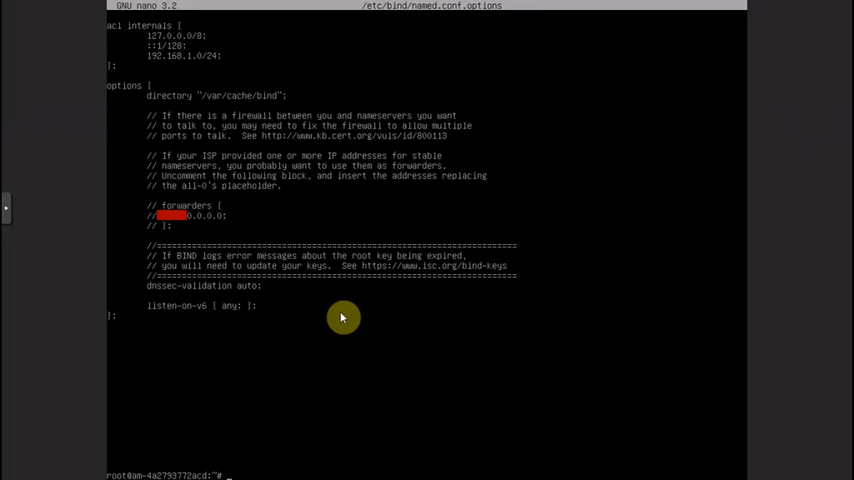 GNU nano 3.2 /etc/bind/named.conf.options
acl internals {
127.0.0.0/8;
::1/128;
192.168.1.0/24;
};
options {
directory "/var/cache/bind";
// If there is a firewall between you and nameservers you want
// to talk to, you may need to fix the firewall to allow multiple
// ports to talk. See http://www.kb.cert.org/vuls/id/800113
// If your ISP provided one or more IP addresses for stable
// nameservers, you probably want to use them as forwarders.
// Uncomment the following block, and insert the addresses replacing
// the all-0's placeholder.
// forwarders {
// 0.0.0.0;
// };
//========================================================================
// If BIND logs error messages about the root key being expired,
// you will need to update your keys. See https://www.isc.org/bind-keys
//========================================================================
dnssec-validation auto;
listen-on-v6 { any; };
};
root@am-4a2793772acd:~# _